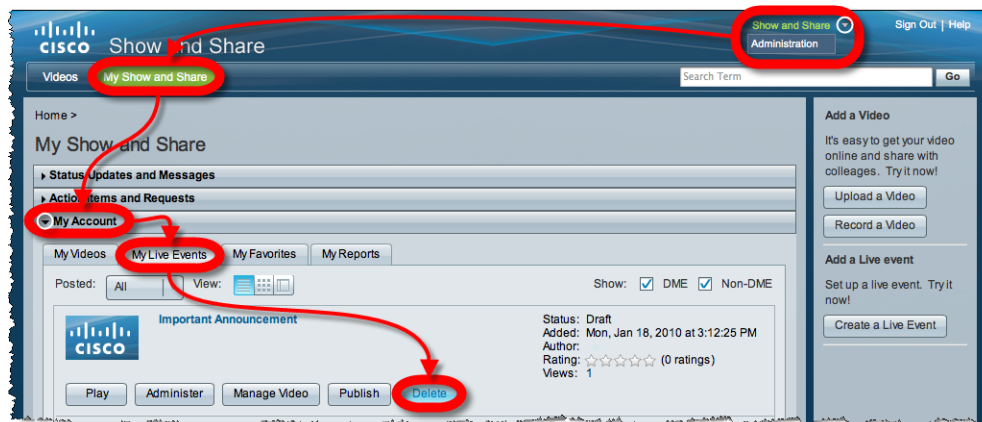 Show and Share
Administration
Sign Out | Help
cisco Show and Share
Videos
My Show and Share
Search Term
Go
Home >
My Show and Share
Status Updates and Messages
Action Items and Requests
My Account
My Videos
My Live Events
My Favorites
My Reports
Posted: All
View:
Show: DME Non-DME
CISCO
Important Announcement
Status: Draft
Added: Mon, Jan 18, 2010 at 3:12:25 PM
Author:
Rating: (0 ratings)
Views: 1
Play
Administer
Manage Video
Publish
Delete
Add a Video
It's easy to get your video
online and share with
colleages. Try it now!
Upload a Video
Record a Video
Add a Live event
Set up a live event. Try it
now!
Create a Live Event